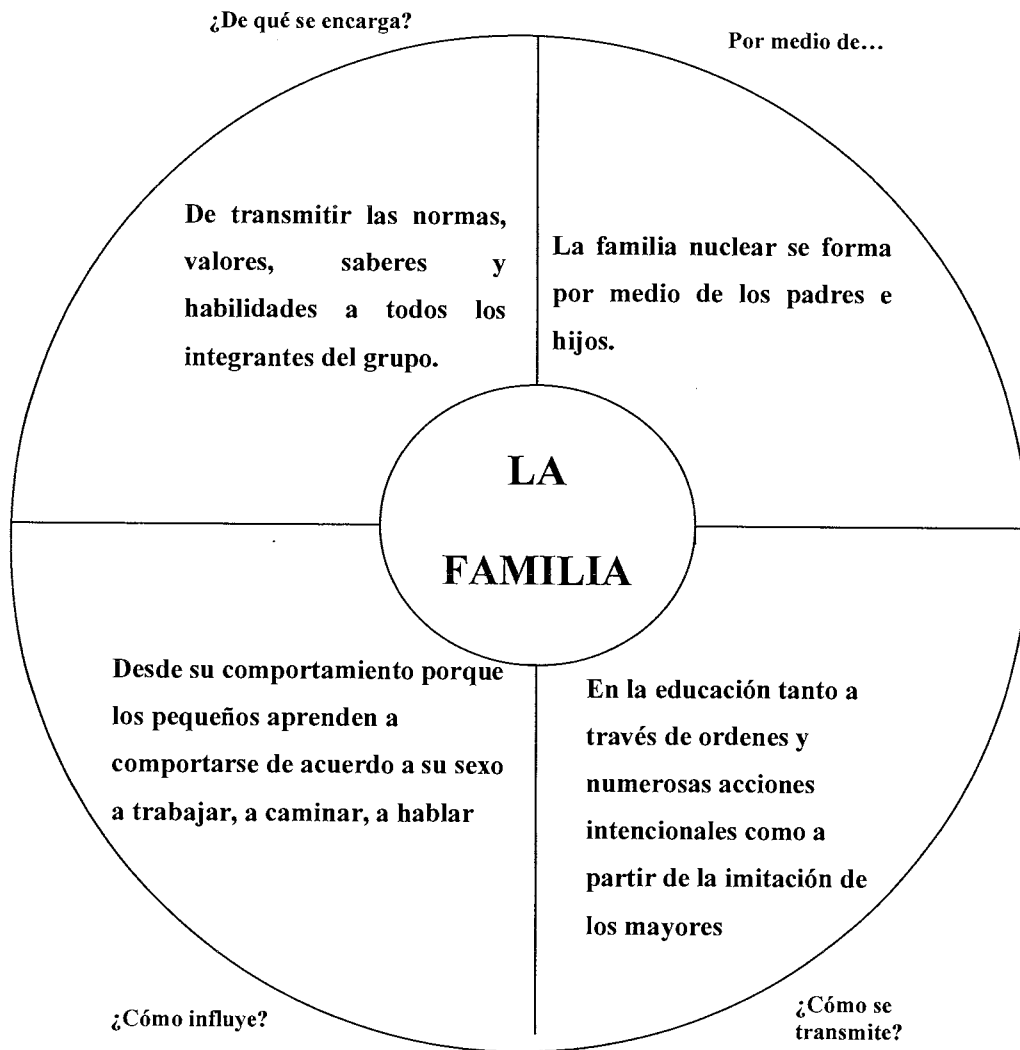 ¿De qué se encarga?
Por medio de...
De transmitir las normas,
valores, saberes y
habilidades a todos los
integrantes del grupo.
La familia nuclear se forma
por medio de los padres e
hijos.
LA
FAMILIA
Desde su comportamiento porque
los pequeños aprenden a
comportarse de acuerdo a su sexo
a trabajar, a caminar, a hablar
En la educación tanto a
través de ordenes y
numerosas acciones
intencionales como a
partir de la imitación de
los mayores
¿Cómo influye?
¿Cómo se
transmite?